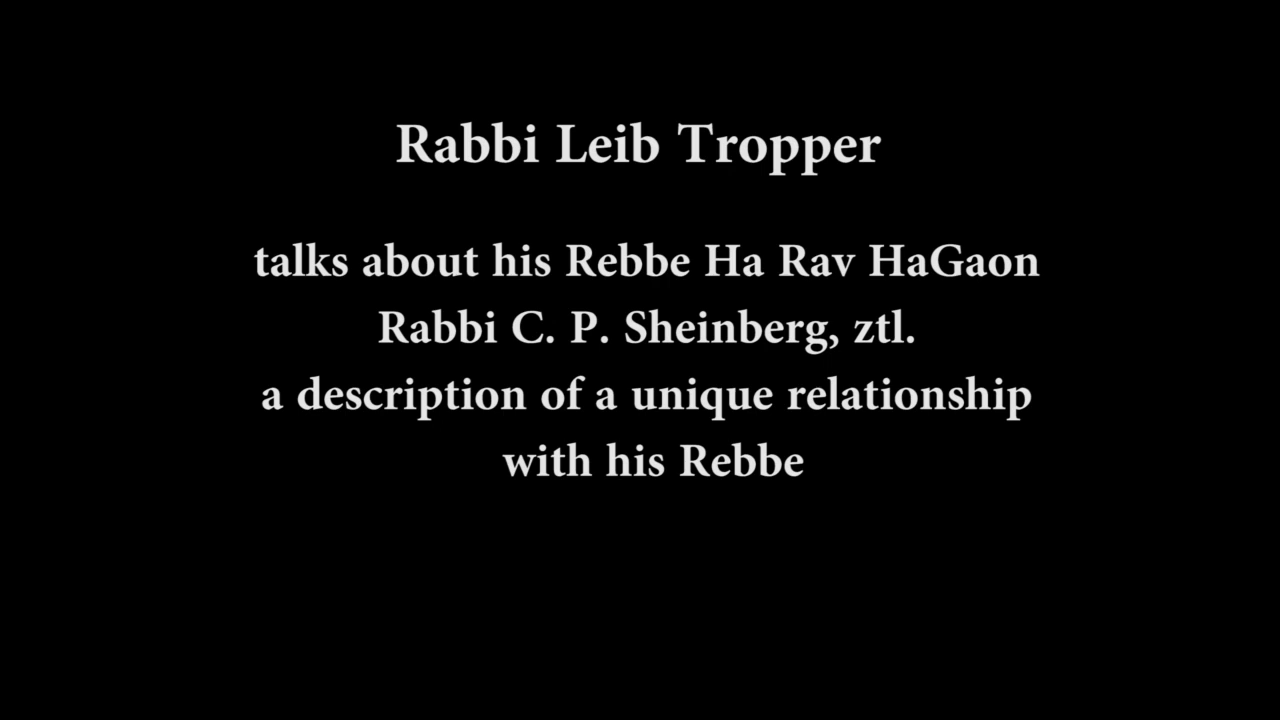 Rabbi Leib Tropper
talks about his Rebbe Ha Rav HaGaon
Rabbi C. P. Sheinberg, ztl.
a description of a unique relationship
with his Rebbe